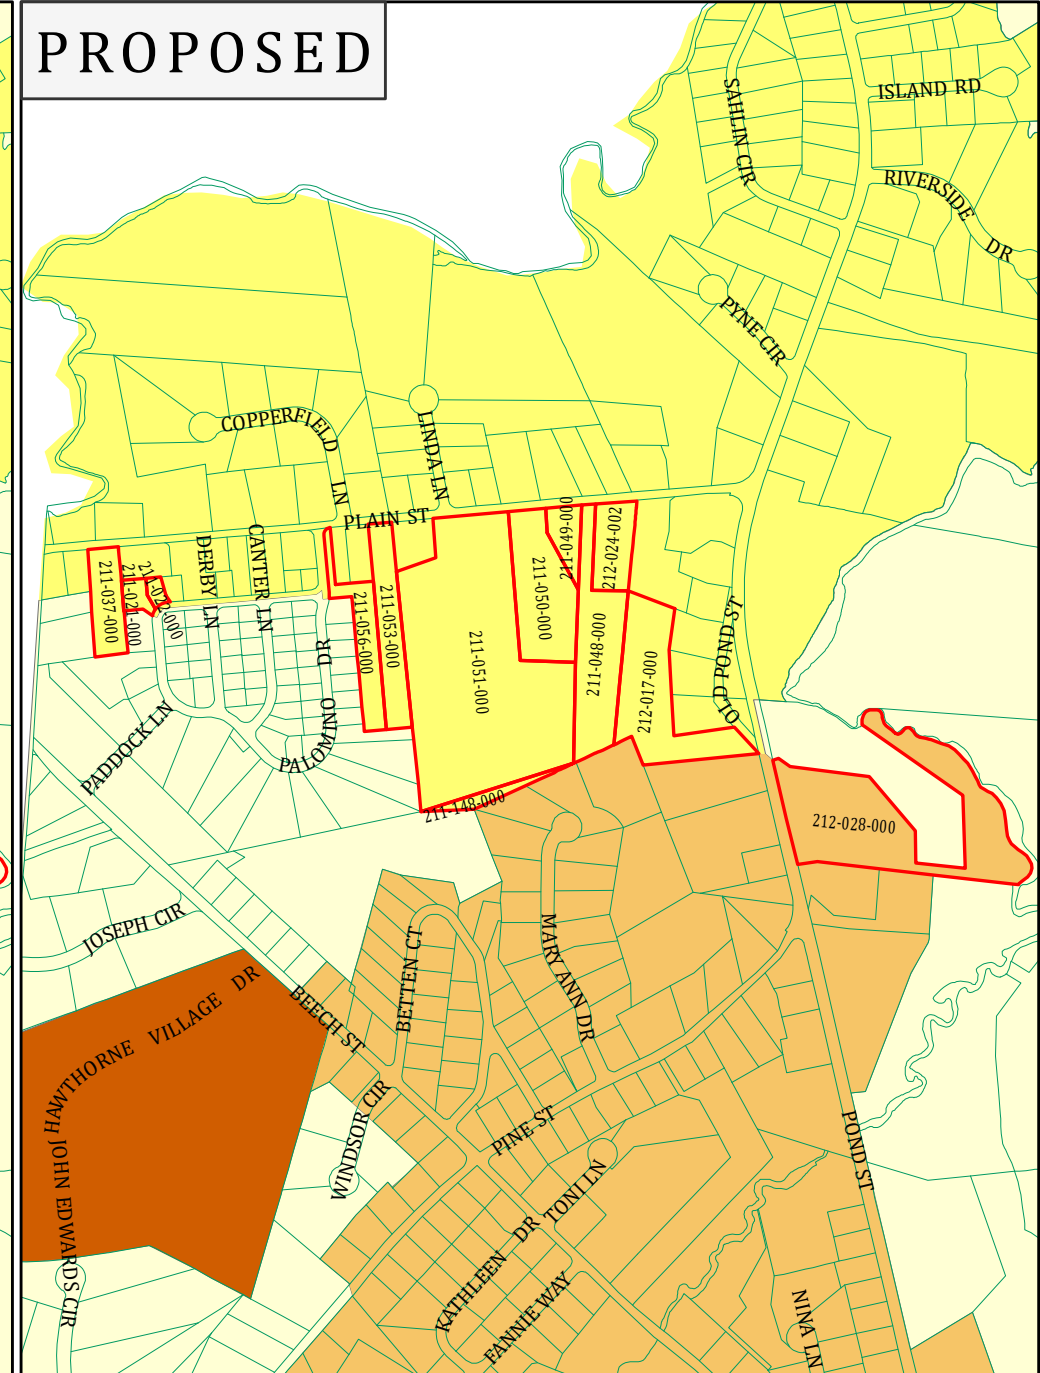 PROPOSED
SAHLIN CIR
ISLAND RD
RIVERSIDE DR
PYNE CIR
COPPERFIELD LN
LINDA LN
PLAIN ST
DERBY LN
CANTER LN
211-037-000
211-021-000
211-022-000
211-056-000
211-053-000
211-051-000
211-050-000
211-049-000
212-024-002
211-048-000
212-017-000
OLD POND ST
PADDOCK LN
PALOMINO DR
211-148-000
212-028-000
JOSEPH CIR
HAWTHORNE VILLAGE DR
BEECH ST
BETTEN CT
MARY ANN DR
WINDSOR CIR
PINE ST
POND ST
JOHN EDWARDS CIR
TONI LN
KATHLEEN DR
FANNIE WAY
NINA LN